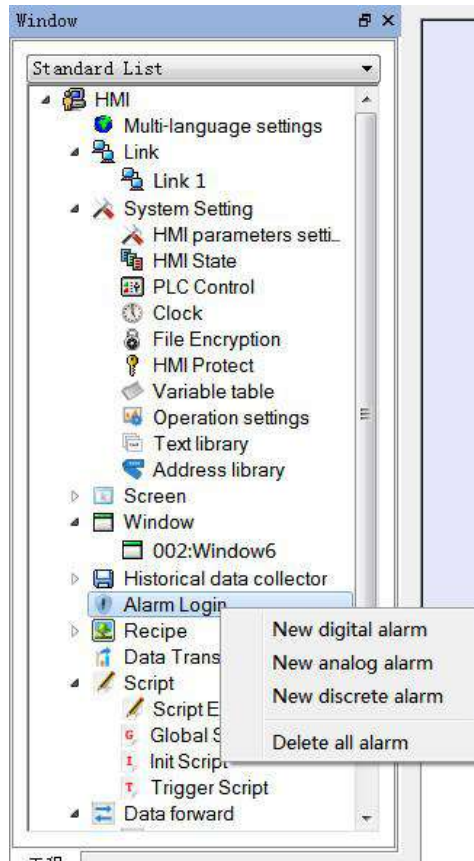 Window
Standard List
HMI
Multi-language settings
Link
Link 1
System Setting
HMI parameters setti…
HMI State
PLC Control
Clock
File Encryption
HMI Protect
Variable table
Operation settings
Text library
Address library
Screen
Window
002:Window6
Historical data collector
Alarm Login
Recipe
New digital alarm
Data Trans
New analog alarm
Script
New discrete alarm
Script E
Global S
Delete all alarm
Init Script
Trigger Script
Data forward